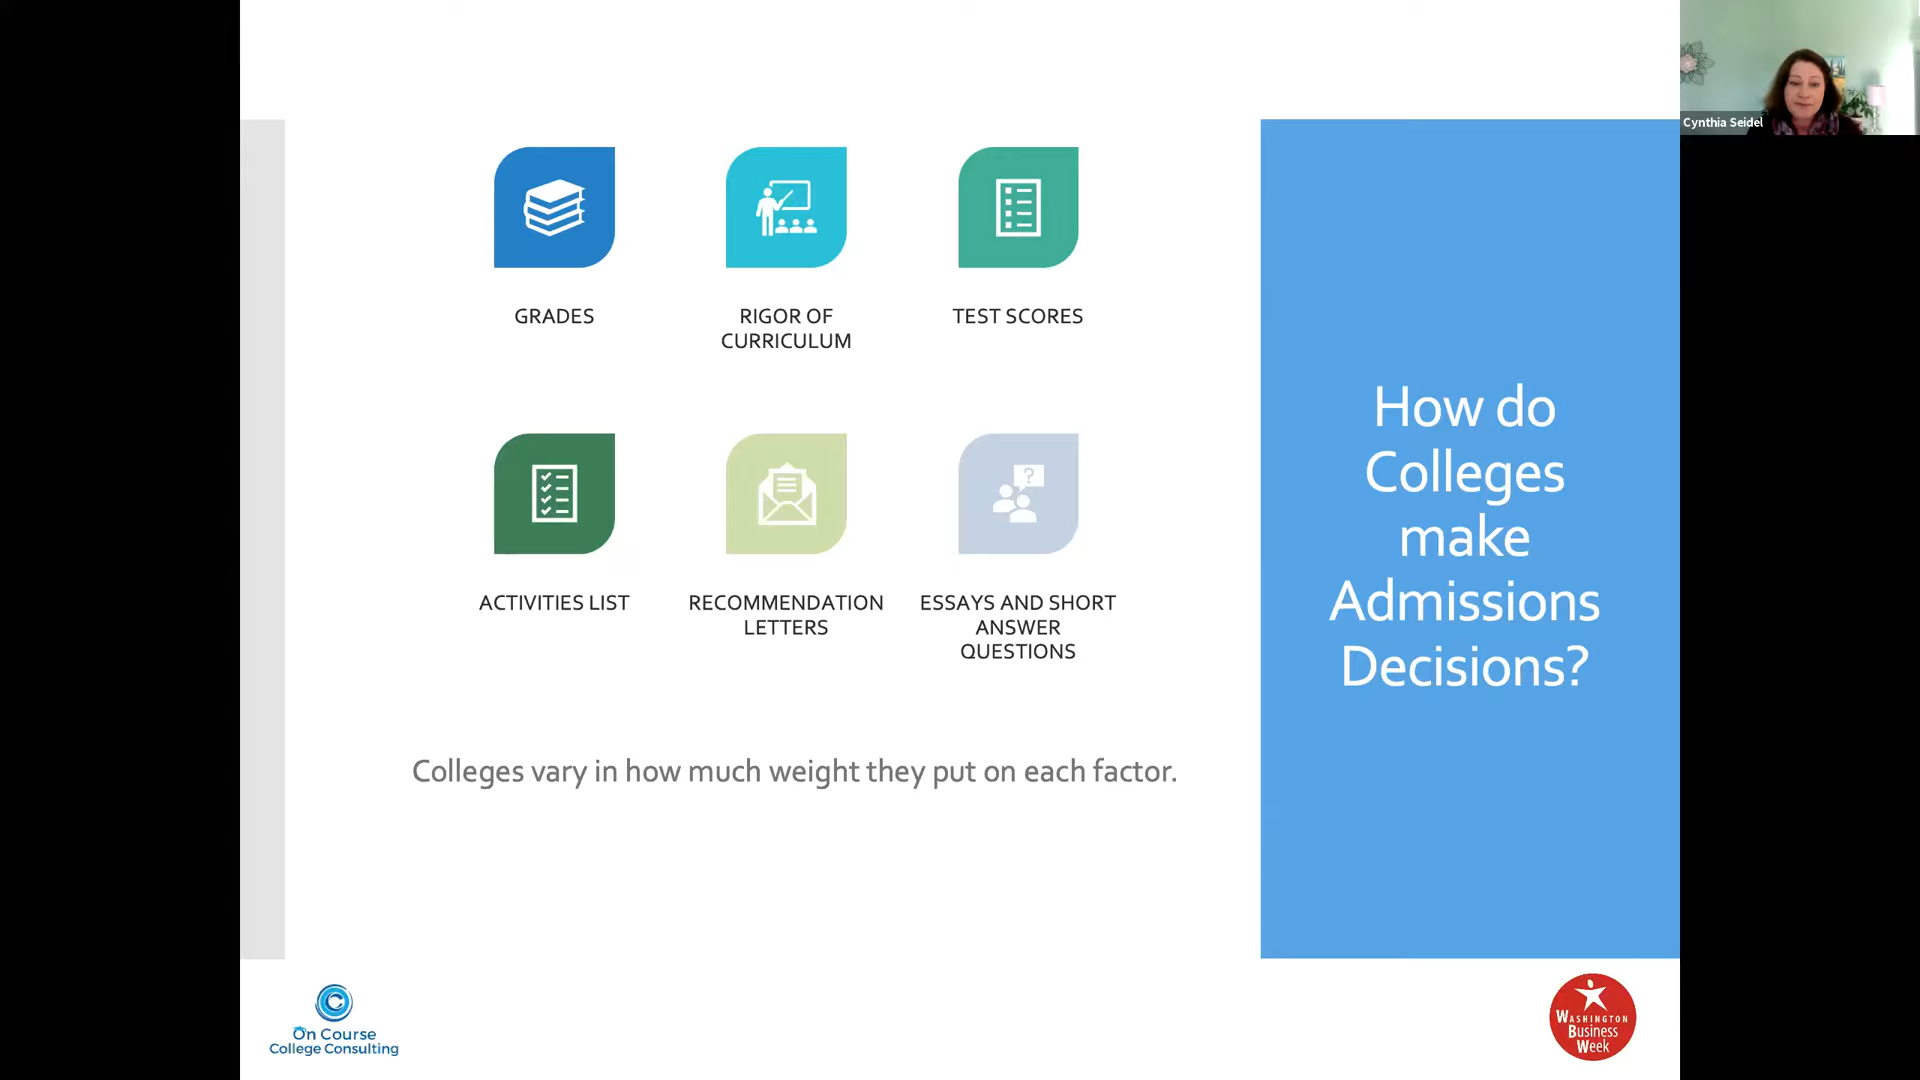 GRADES
RIGOR OF
CURRICULUM
TEST SCORES
ACTIVITIES LIST
RECOMMENDATION
LETTERS
ESSAYS AND SHORT
ANSWER
QUESTIONS
Colleges vary in how much weight they put on each factor.
How do
Colleges
make
Admissions
Decisions?
Cynthia Seidel
On Course
College Consulting
WASHINGTON
Business
Week